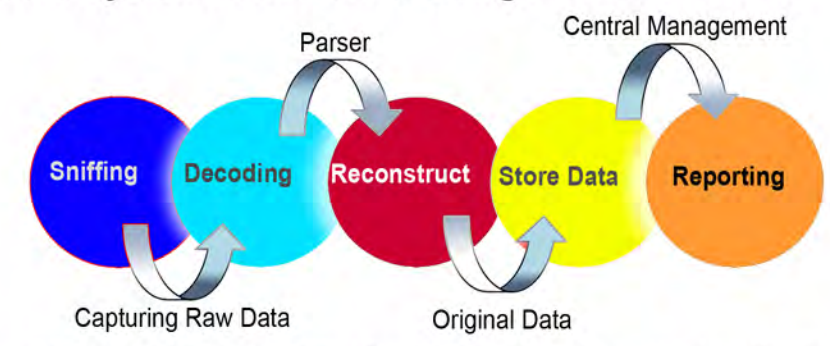 Central Management
Parser
Sniffing
Decoding
Reconstruct
Store Data
Reporting
Capturing Raw Data
Original Data